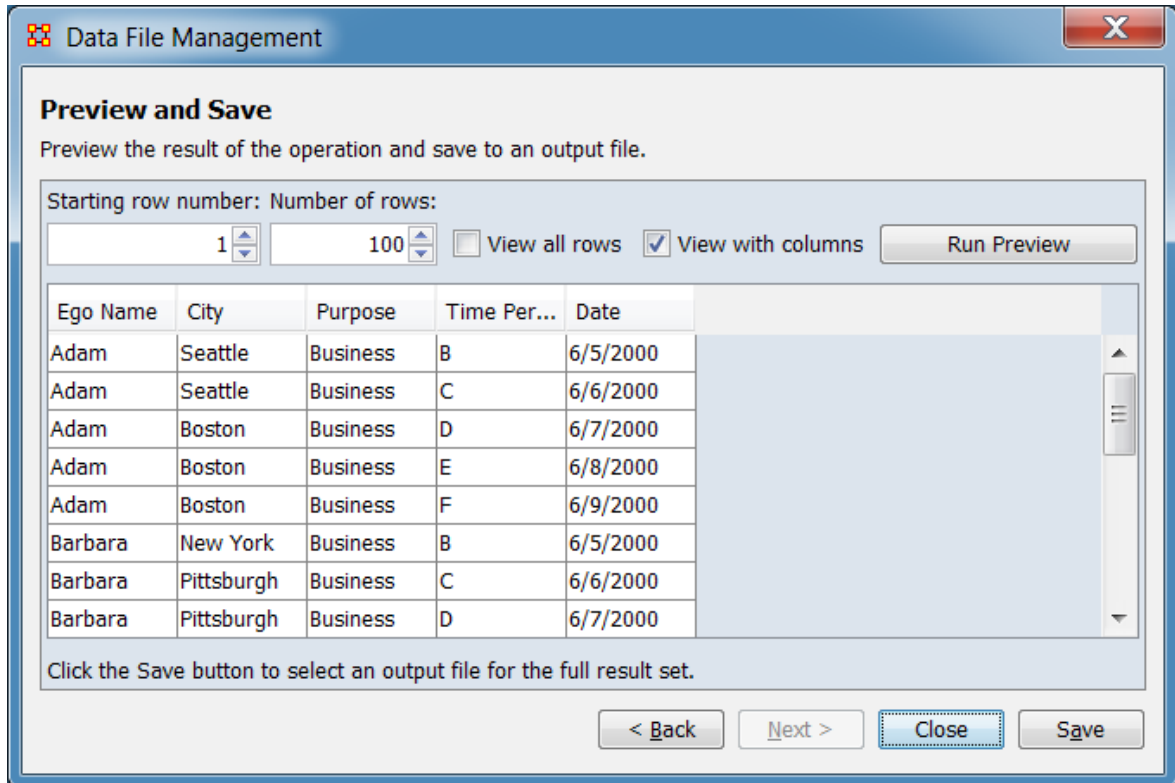 Data File Management
X
Preview and Save
Preview the result of the operation and save to an output file.
Starting row number: Number of rows:
1 100 View all rows View with columns Run Preview
Ego Name City Purpose Time Per... Date
Adam Seattle Business B 6/5/2000
Adam Seattle Business C 6/6/2000
Adam Boston Business D 6/7/2000
Adam Boston Business E 6/8/2000
Adam Boston Business F 6/9/2000
Barbara New York Business B 6/5/2000
Barbara Pittsburgh Business C 6/6/2000
Barbara Pittsburgh Business D 6/7/2000
Click the Save button to select an output file for the full result set.
< Back Next > Close Save